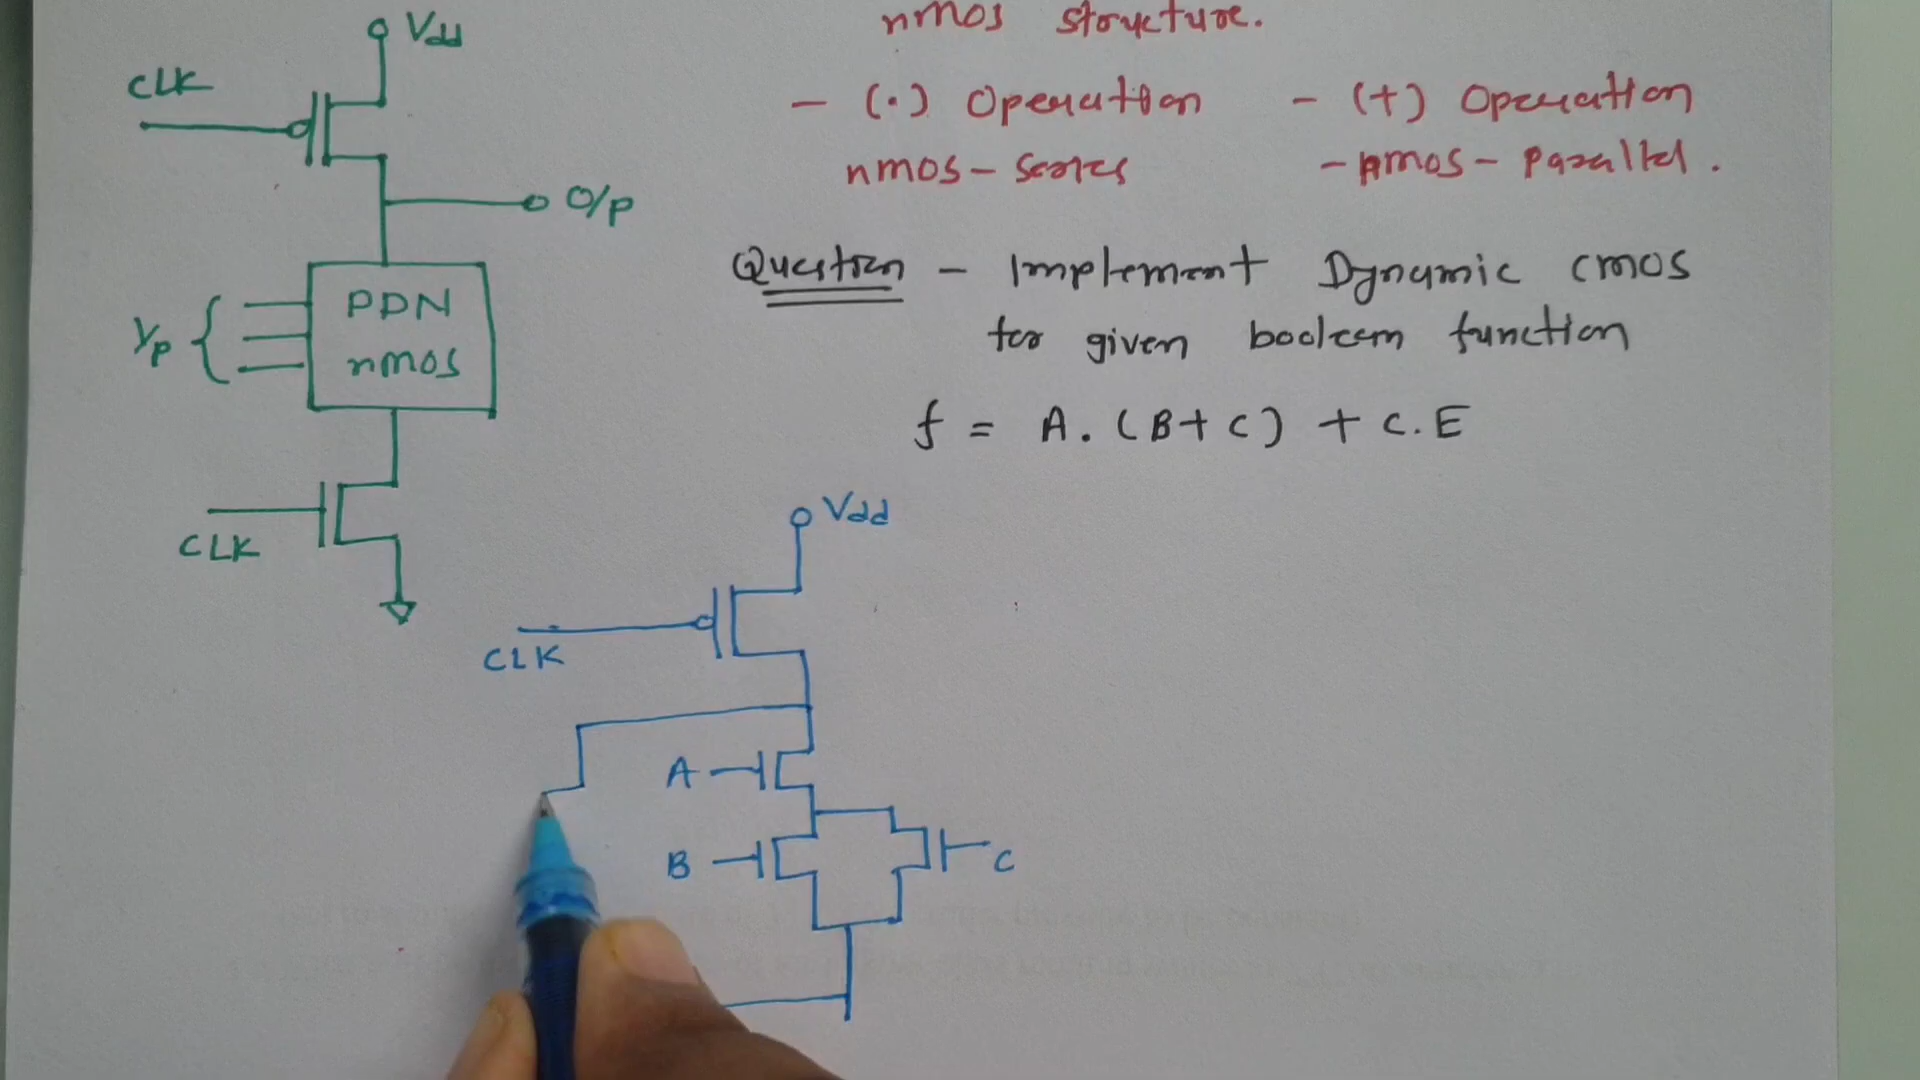 Vdd
CLK
O/P
I/P
PDN
nmos
CLK
nmos structure.
- (.) Operation
nmos - Series
- (+) Operation
- nmos - Parallel.
Question - Implement Dynamic CMOS
for given boolean function
f = A. (B + C) + C.E
Vdd
CLK
A
B
C